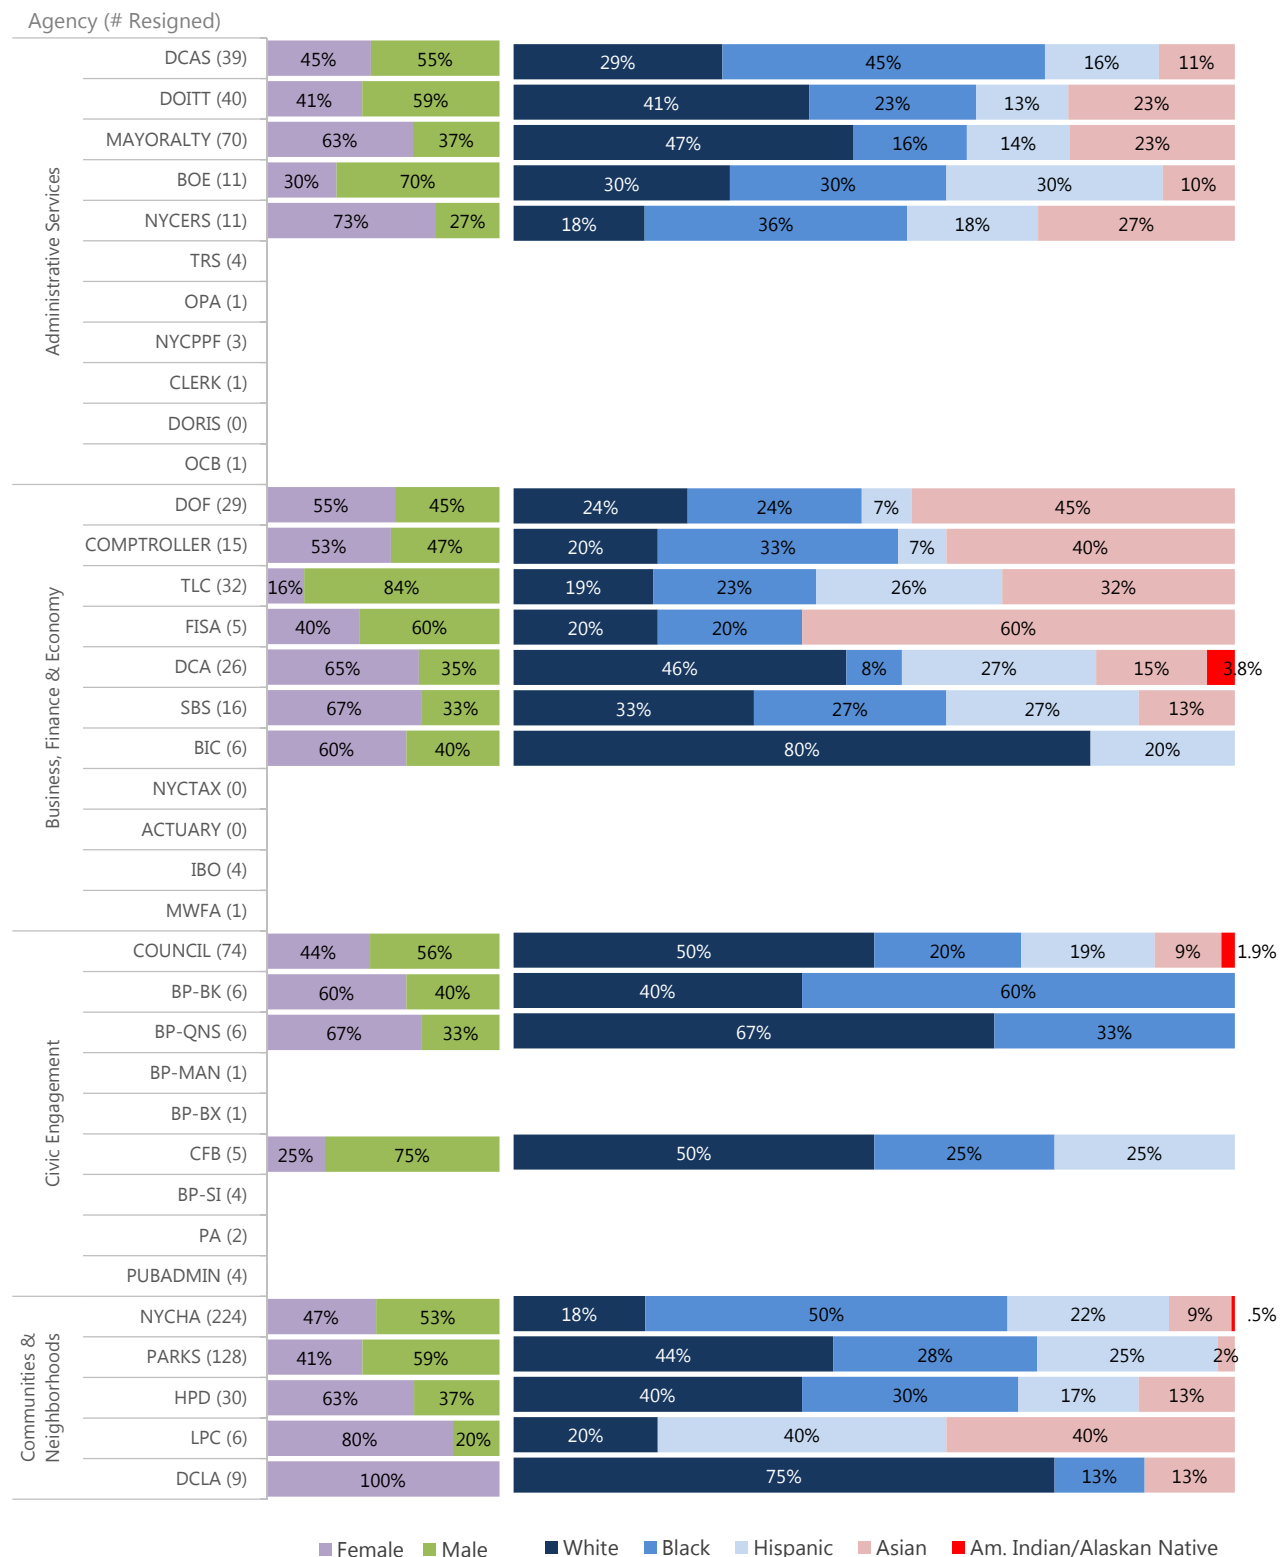 Agency (# Resigned)
Administrative Services
DCAS (39) 45% 55% 29% 45% 16% 11%
DOITT (40) 41% 59% 41% 23% 13% 23%
MAYORALTY (70) 63% 37% 47% 16% 14% 23%
BOE (11) 30% 70% 30% 30% 30% 10%
NYCERS (11) 73% 27% 18% 36% 18% 27%
TRS (4)
OPA (1)
NYCPPF (3)
CLERK (1)
DORIS (0)
OCB (1)
Business, Finance & Economy
DOF (29) 55% 45% 24% 24% 7% 45%
COMPTROLLER (15) 53% 47% 20% 33% 7% 40%
TLC (32) 16% 84% 19% 23% 26% 32%
FISA (5) 40% 60% 20% 20% 60%
DCA (26) 65% 35% 46% 8% 27% 15% 3.8%
SBS (16) 67% 33% 33% 27% 27% 13%
BIC (6) 60% 40% 80% 20%
NYCTAX (0)
ACTUARY (0)
IBO (4)
MWFA (1)
Civic Engagement
COUNCIL (74) 44% 56% 50% 20% 19% 9% 1.9%
BP-BK (6) 60% 40% 40% 60%
BP-QNS (6) 67% 33% 67% 33%
BP-MAN (1)
BP-BX (1)
CFB (5) 25% 75% 50% 25% 25%
BP-SI (4)
PA (2)
PUBADMIN (4)
Communities &
Neighborhoods
NYCHA (224) 47% 53% 18% 50% 22% 9% .5%
PARKS (128) 41% 59% 44% 28% 25% 2%
HPD (30) 63% 37% 40% 30% 17% 13%
LPC (6) 80% 20% 20% 40% 40%
DCLA (9) 100% 75% 13% 13%
Female Male White Black Hispanic Asian Am. Indian/Alaskan Native